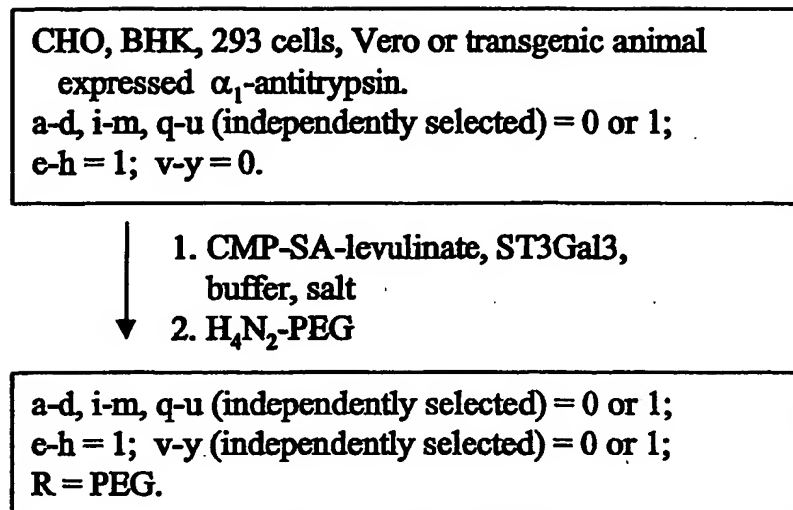 CHO, BHK, 293 cells, Vero or transgenic animal
expressed α₁-antitrypsin.
a-d, i-m, q-u (independently selected) = 0 or 1;
e-h = 1; v-y = 0.
1. CMP-SA-levulinate, ST3Gal3,
buffer, salt
2. H₄N₂-PEG
a-d, i-m, q-u (independently selected) = 0 or 1;
e-h = 1; v-y (independently selected) = 0 or 1;
R = PEG.